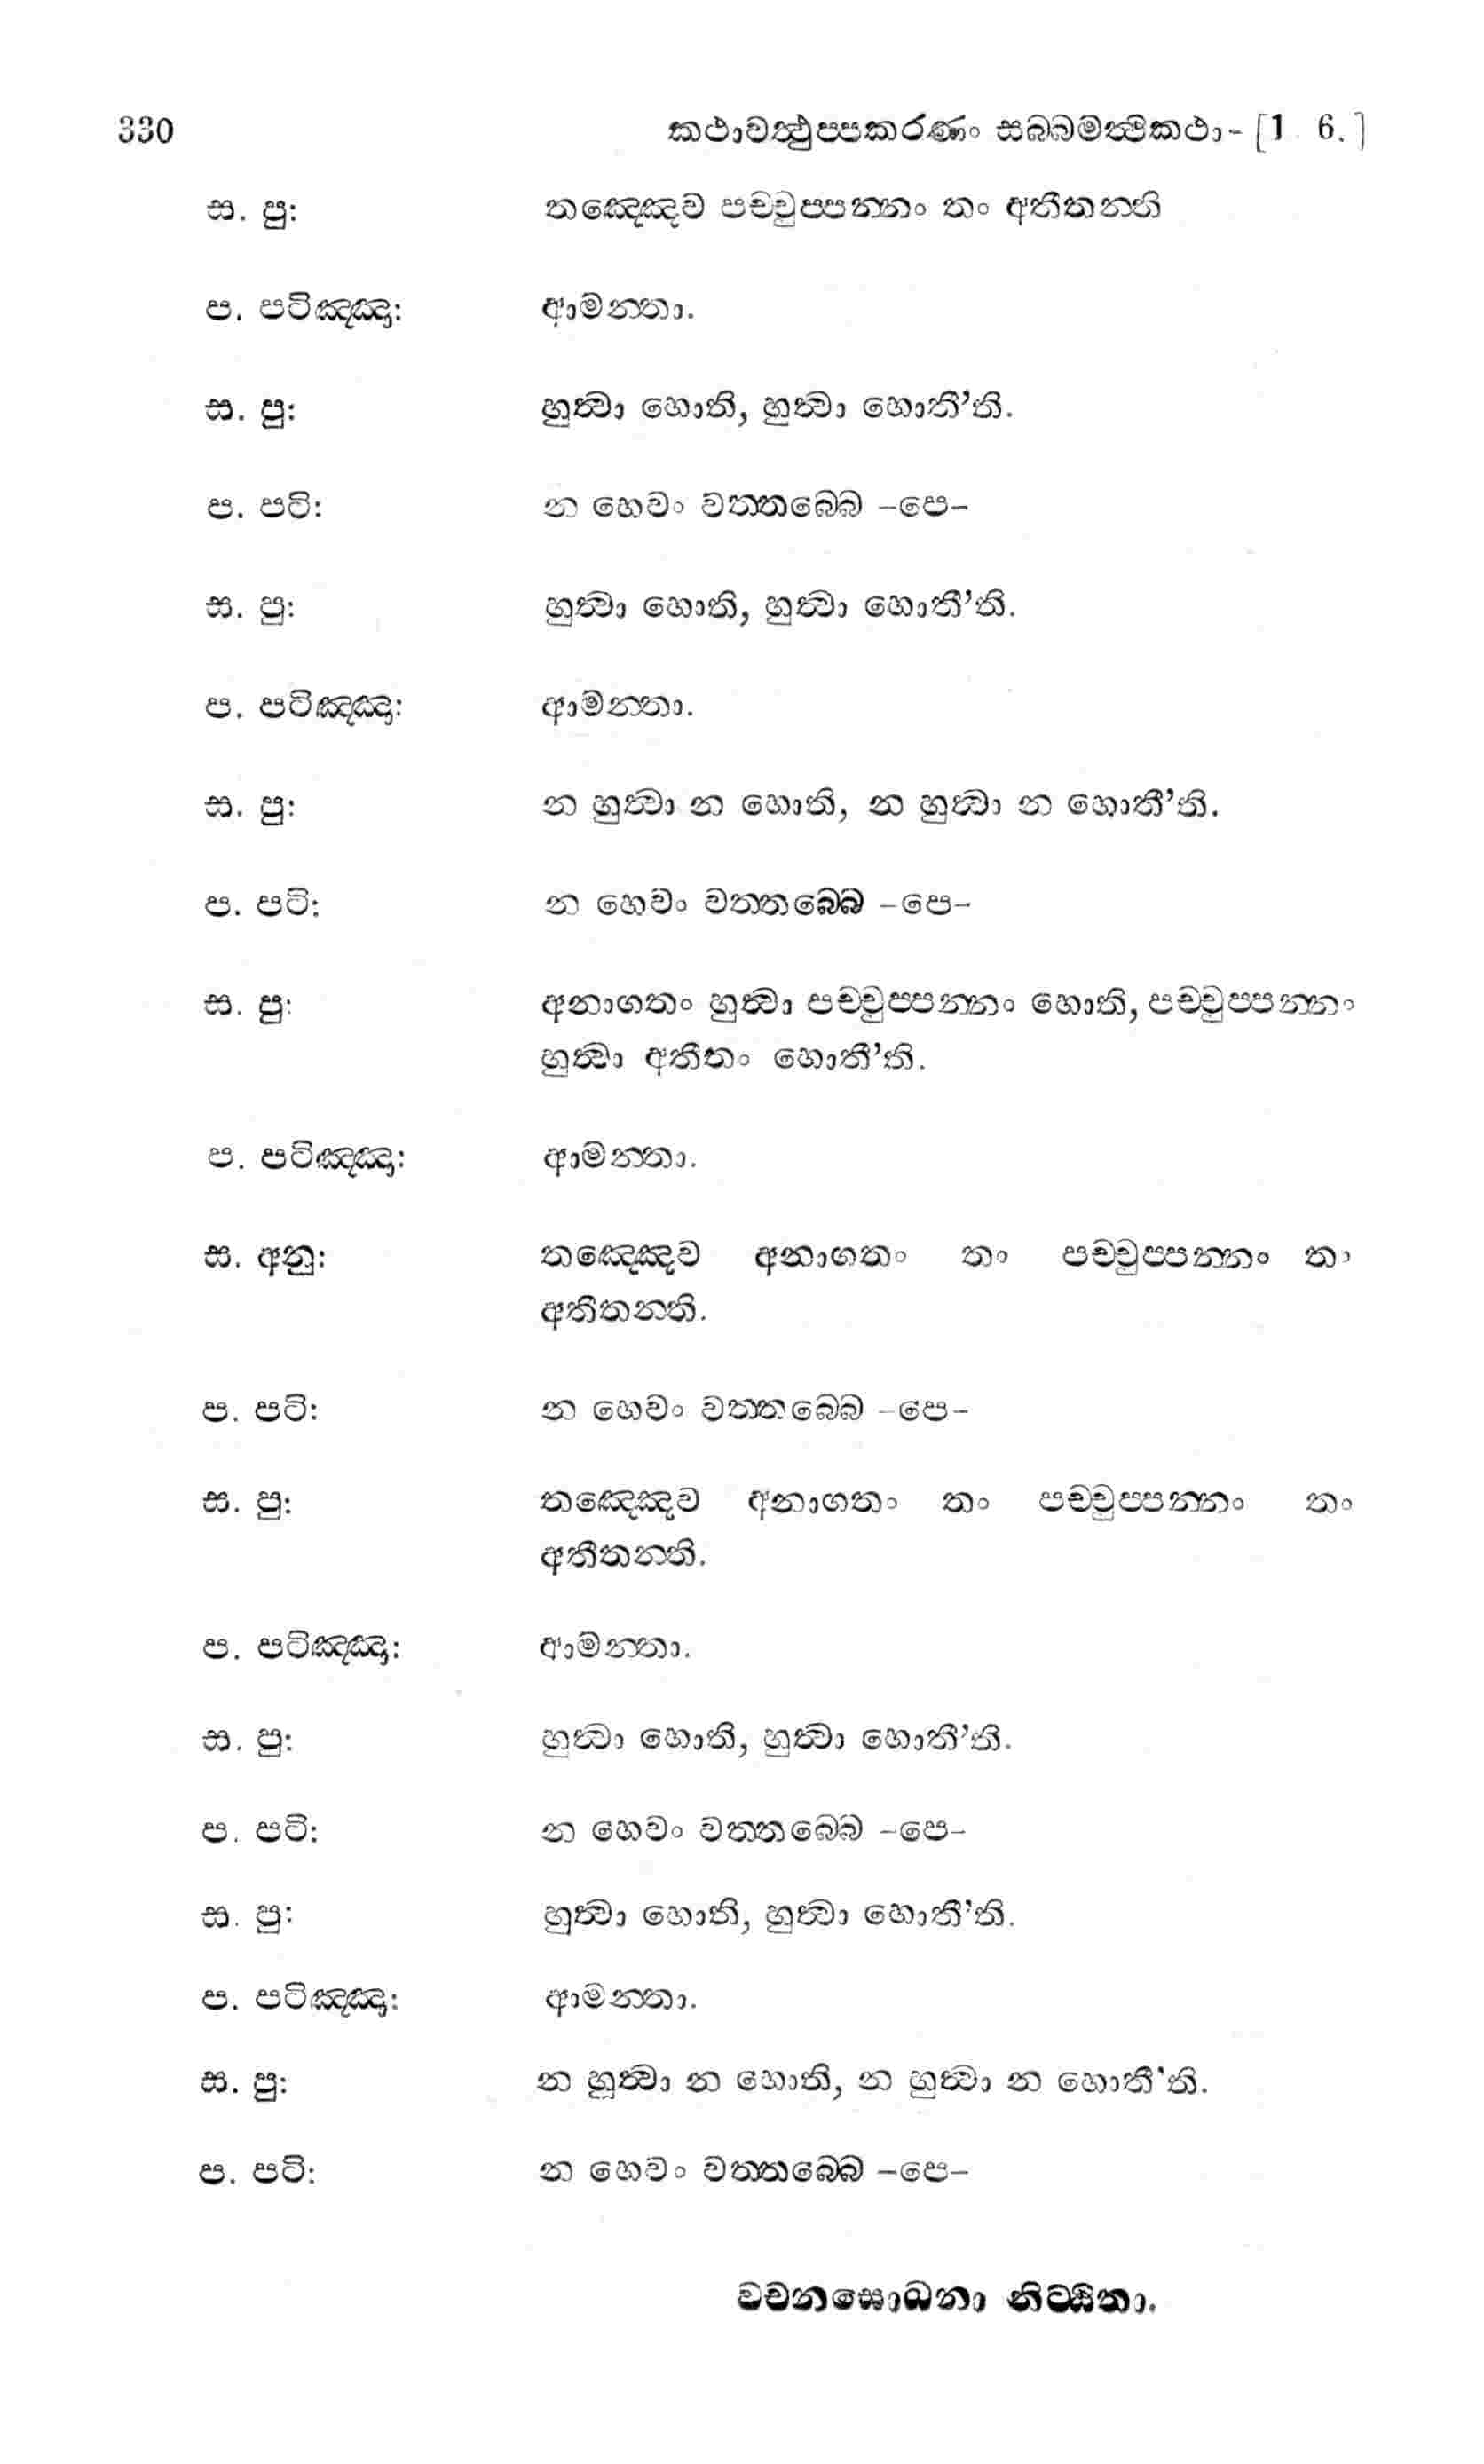 330 කථාවත්ථුප්පකරණං සබ්බමත්ථිකථා- [1. 6.]
ස. පු: තඤ්ඤෙව පච්චුප්පන්නං තං අතීතන්ති
ප. පටිඤ්ඤා: ආමන්තා.
ස. පු: හුත්වා හොති, හුත්වා හොතී’ති.
ප. පටි: න හෙවං වත්තබ්බෙ -පෙ-
ස. පු: හුත්වා හොති, හුත්වා හොතී’ති.
ප. පටිඤ්ඤා: ආමන්තා.
ස. පු: න හුත්වා න හොති, න හුත්වා න හොතී’ති.
ප. පටි: න හෙවං වත්තබ්බෙ -පෙ-
ස. පු: අනාගතං හුත්වා පච්චුප්පන්නං හොති, පච්චුප්පන්නං
හුත්වා අතීතං හොතී’ති.
ප. පටිඤ්ඤා: ආමන්තා.
ස. අනු: තඤ්ඤෙව අනාගතං තං පච්චුප්පන්නං තං
අතීතන්ති.
ප. පටි: න හෙවං වත්තබ්බෙ -පෙ-
ස. පු: තඤ්ඤෙව අනාගතං තං පච්චුප්පන්නං තං
අතීතන්ති.
ප. පටිඤ්ඤා: ආමන්තා.
ස. පු: හුත්වා හොති, හුත්වා හොතී’ති.
ප. පටි: න හෙවං වත්තබ්බෙ -පෙ-
ස. පු: හුත්වා හොති, හුත්වා හොතී’ති.
ප. පටිඤ්ඤා: ආමන්තා.
ස. පු: න හුත්වා න හොති, න හුත්වා න හොතී’ති.
ප. පටි: න හෙවං වත්තබ්බෙ -පෙ-
වචනසොධනා නිට්ඨිතා.